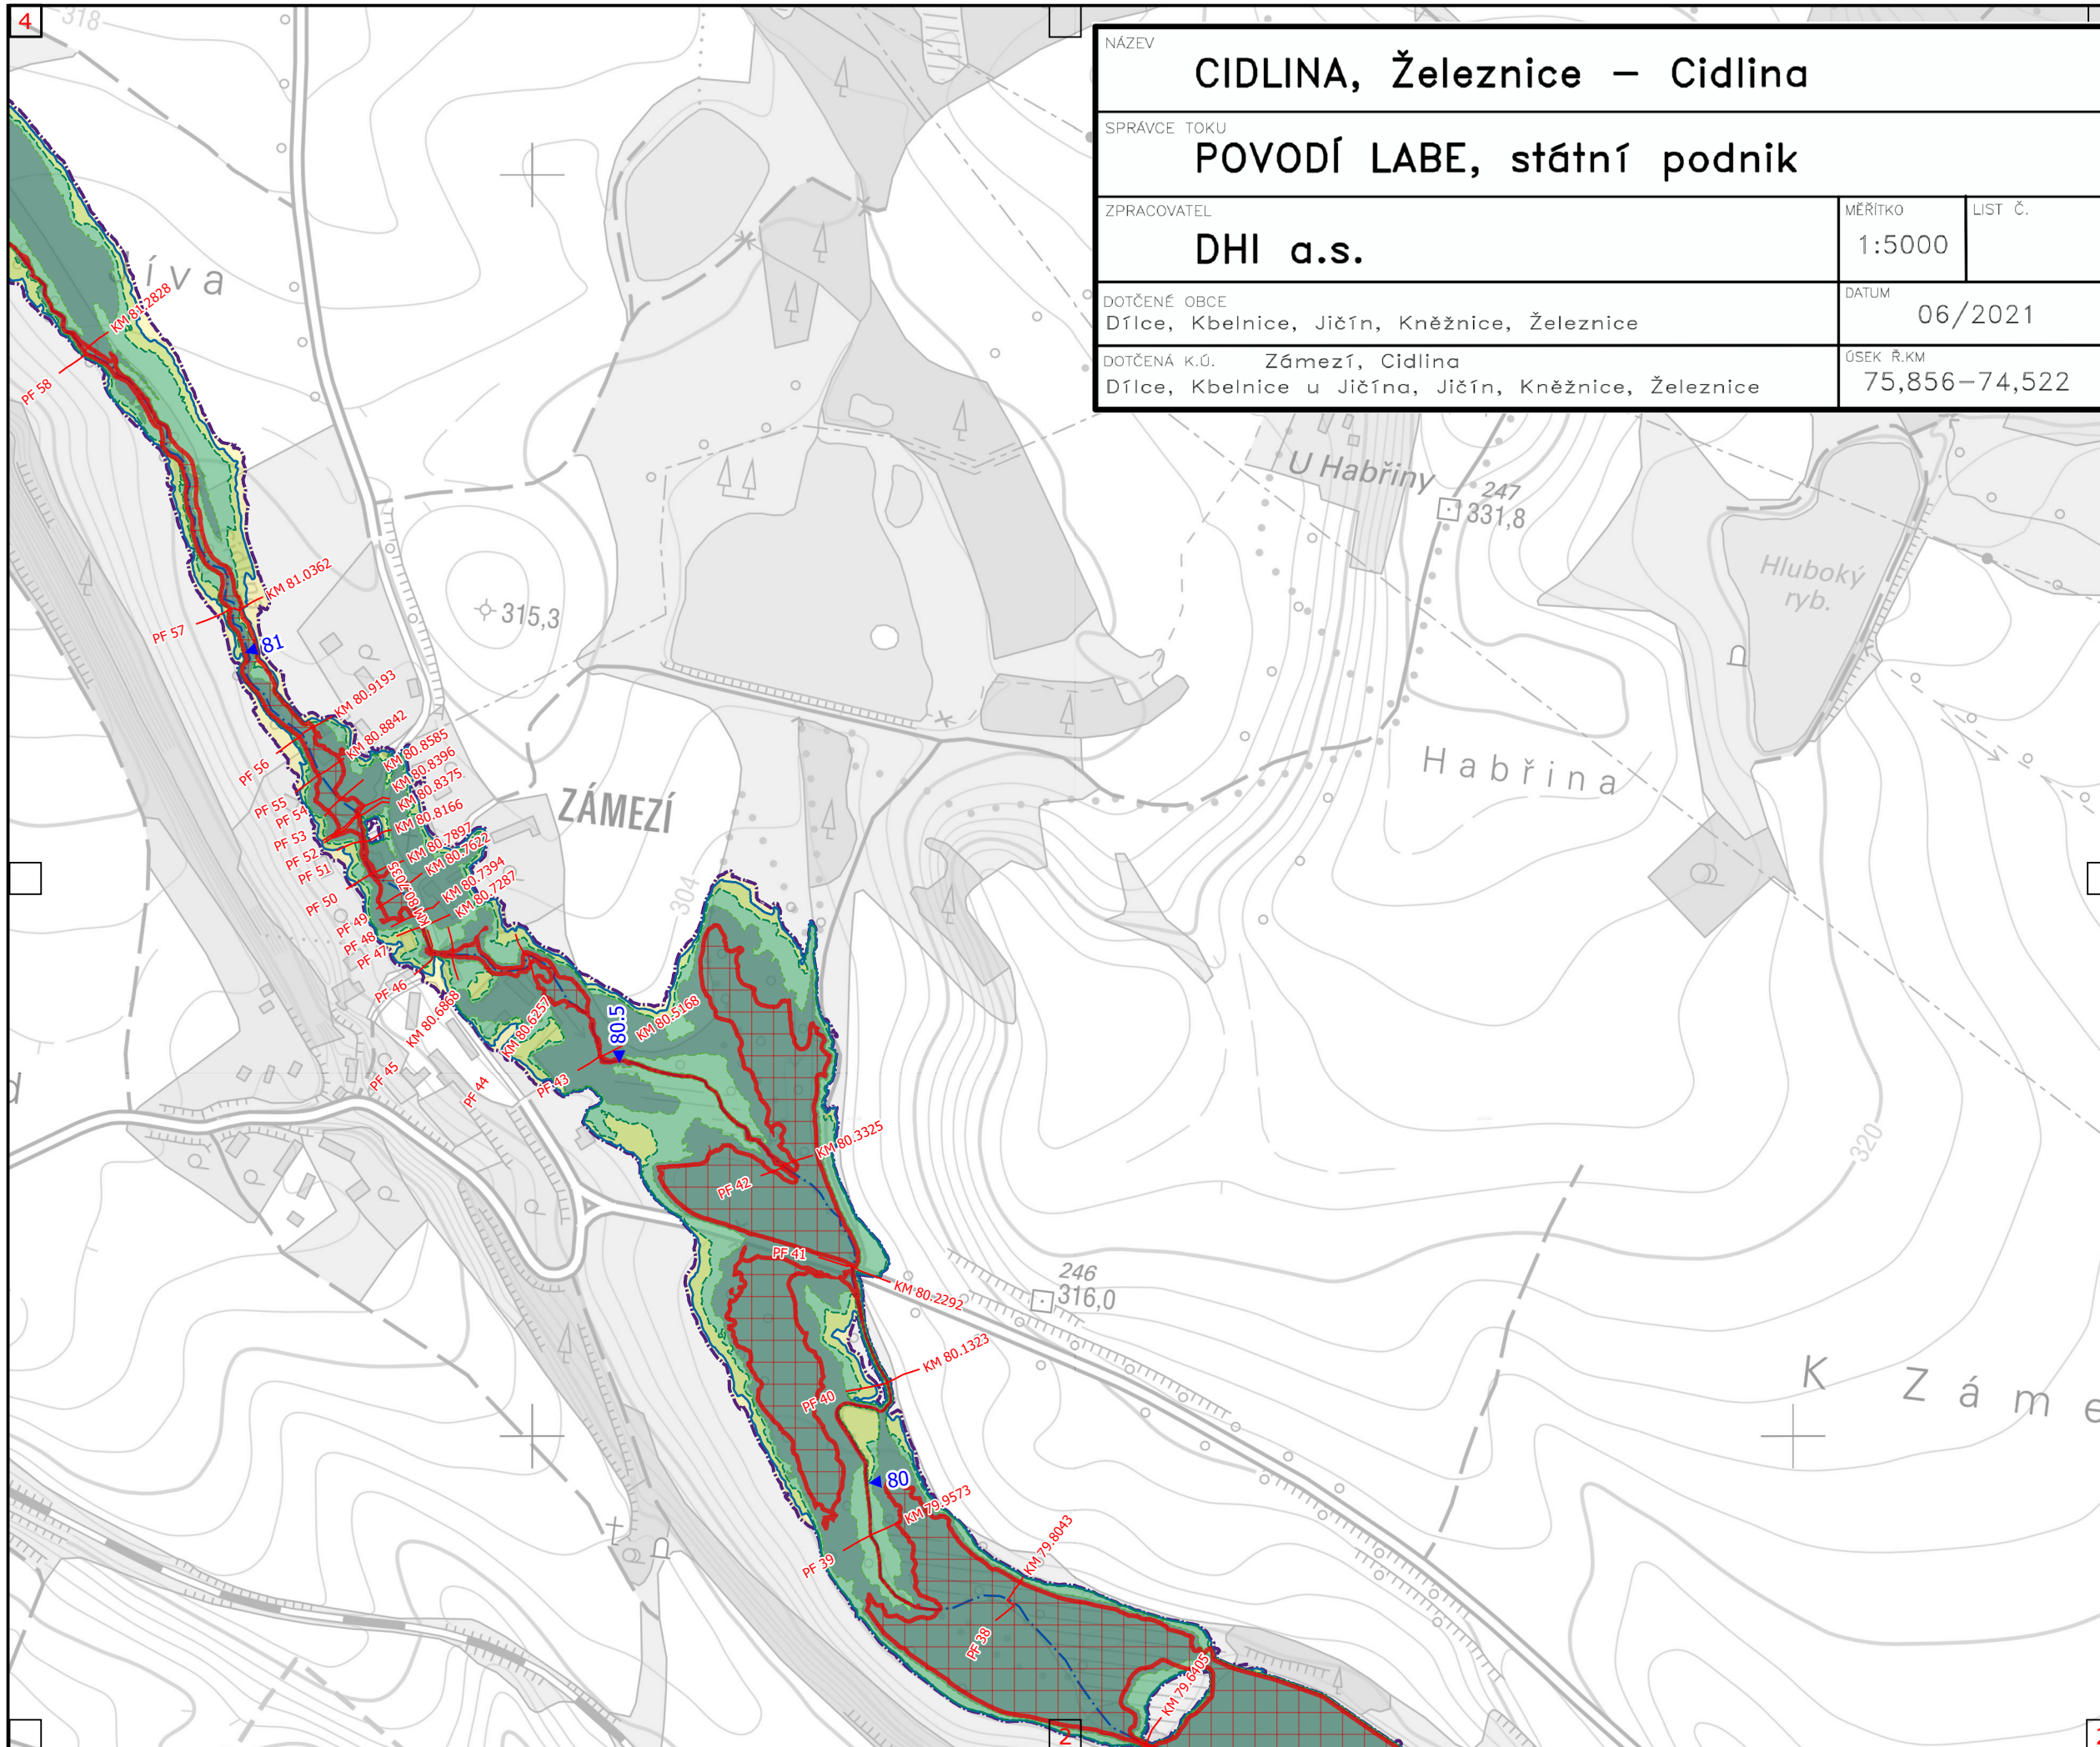 4
318
NÁZEV
CIDLINA, Železnice – Cidlina
SPRÁVCE TOKU
POVODÍ LABE, státní podnik
ZPRACOVATEL
DHI a.s.
MĚŘÍTKO
1:5000
LIST Č.
DOTČENÉ OBCE
Dílce, Kbelnice, Jičín, Kněžnice, Železnice
DATUM
06/2021
DOTČENÁ K.Ú. Zámezí, Cidlina
Dílce, Kbelnice u Jičína, Jičín, Kněžnice, Železnice
ÚSEK Ř.KM
75,856–74,522
íva
KM 81.2828
PF 58
U Habřiny
247
331,8
Hluboký
ryb.
KM 81.0362
PF 57
81
315,3
KM 80.9193
KM 80.8842
KM 80.8585
KM 80.8396
KM 80.8375
KM 80.8166
KM 80.7897
KM 80.7622
KM 80.7394
KM 80.7287
KM 80.7035
PF 56
PF 55
PF 54
PF 53
PF 52
PF 51
PF 50
PF 49
PF 48
PF 47
PF 46
ZÁMEZÍ
Habřina
304
KM 80.6868
KM 80.6257
80.5
KM 80.5168
PF 45
PF 44
PF 43
KM 80.3325
PF 42
320
PF 41
KM 80.2292
246
316,0
KM 80.1323
PF 40
K Záme
80
KM 79.9573
PF 39
KM 79.8043
PF 38
KM 79.6405
2